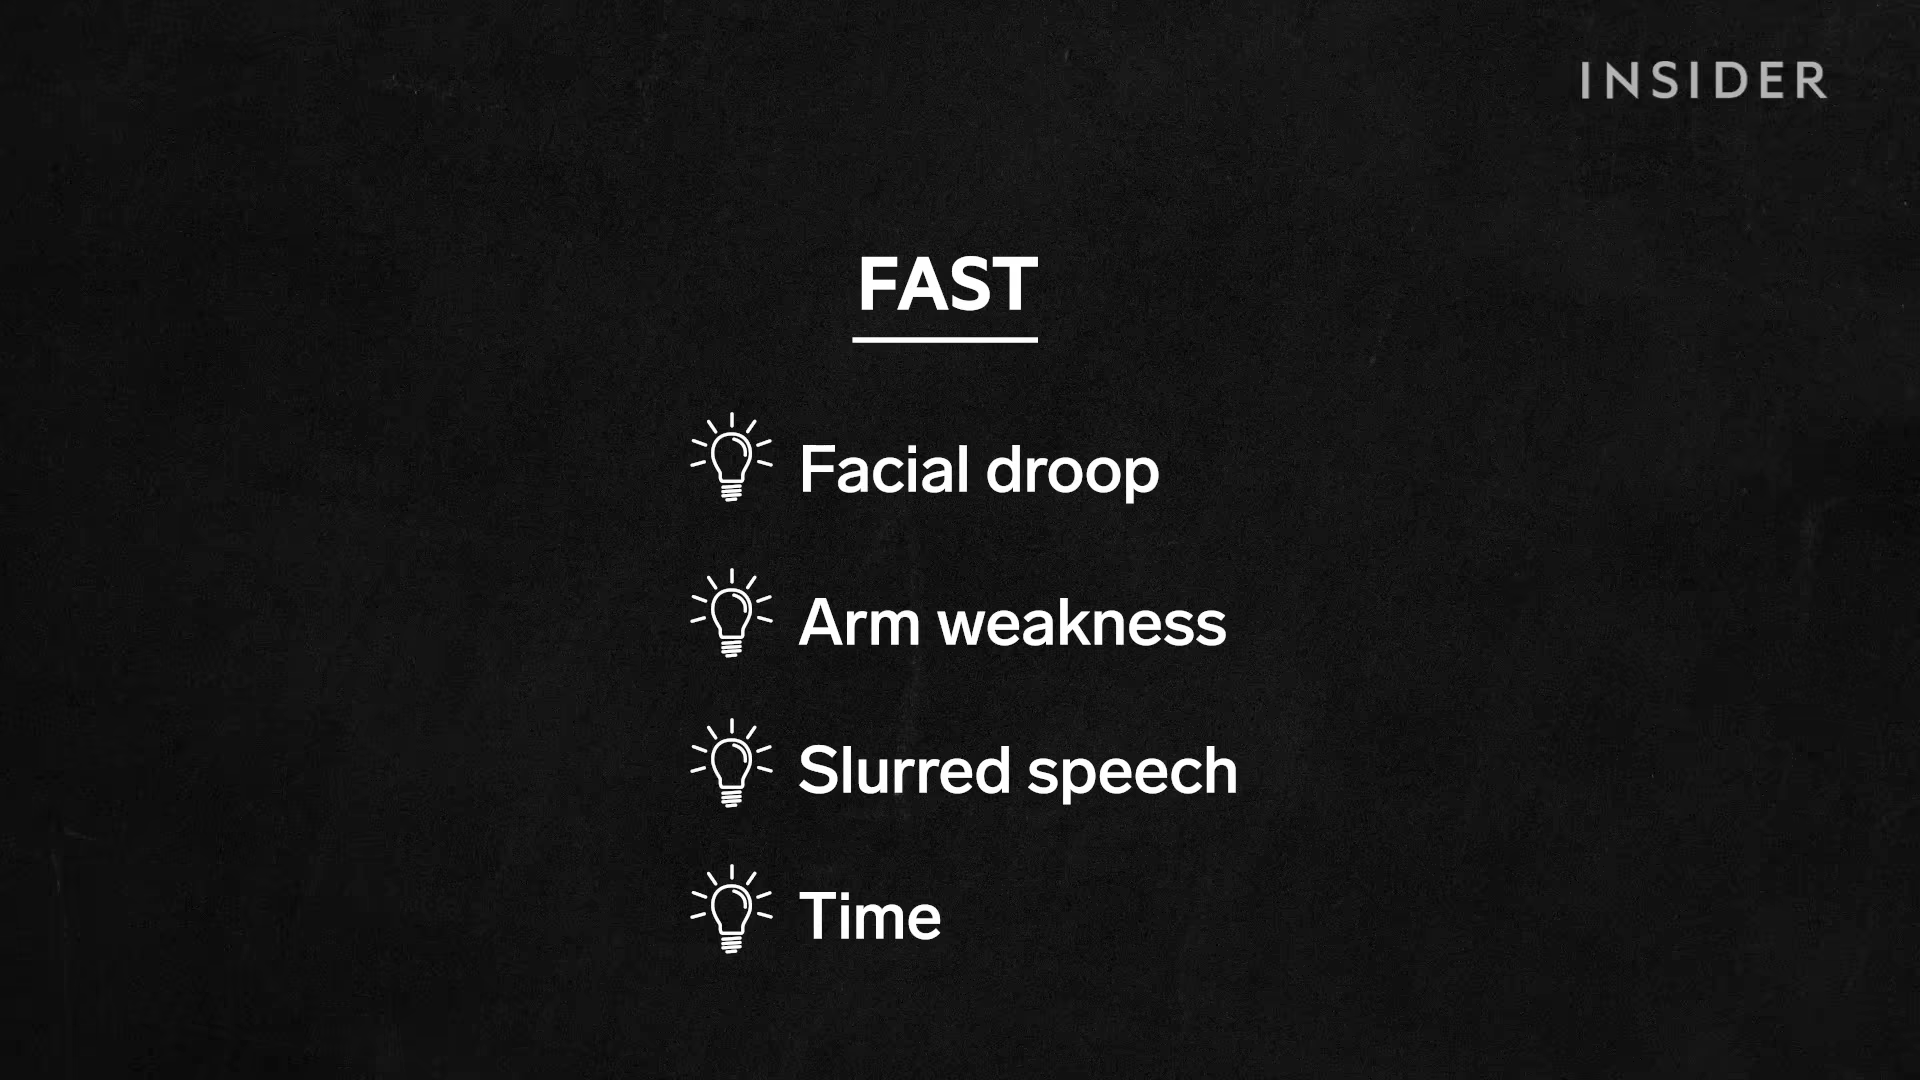 INSIDER
FAST
Facial droop
Arm weakness
Slurred speech
Time